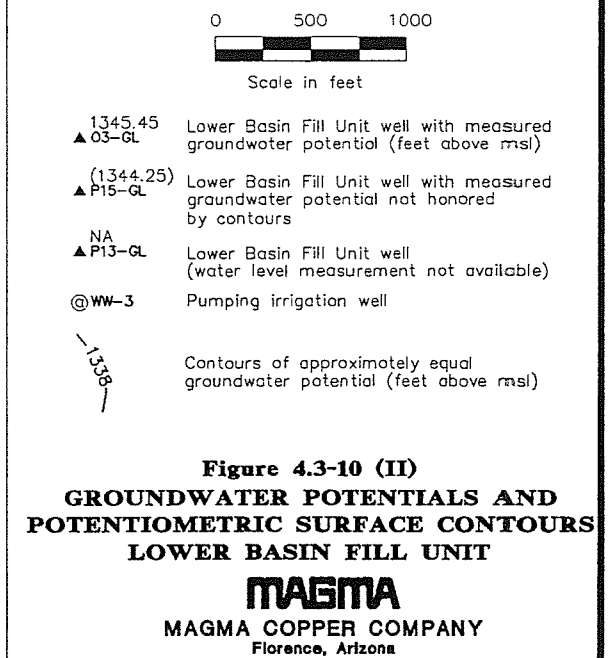 0 500 1000
Scale in feet
1345.45
▲ O3-GL
Lower Basin Fill Unit well with measured
groundwater potential (feet above msl)
(1344.25)
▲ P15-GL
Lower Basin Fill Unit well with measured
groundwater potential not honored
by contours
NA
▲ P13-GL
Lower Basin Fill Unit well
(water level measurement not available)
@ WW-3 Pumping irrigation well
—1338—
Contours of approximately equal
groundwater potential (feet above msl)
Figure 4.3-10 (II)
GROUNDWATER POTENTIALS AND
POTENTIOMETRIC SURFACE CONTOURS
LOWER BASIN FILL UNIT
MAGMA
MAGMA COPPER COMPANY
Florence, Arizona